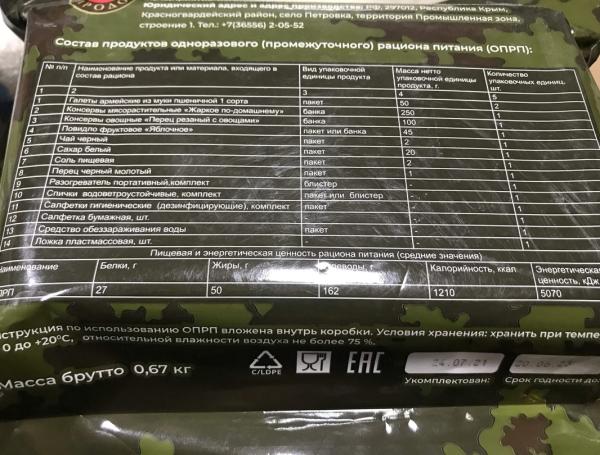 Юридический адрес и адрес производства: РФ, 297012, Республика Крым,
Красногвардейский район, село Петровка, территория Промышленная зона,
строение 1. Тел.: +7(36556) 2-05-52
Состав продуктов одноразового (промежуточного) рациона питания (ОПРП):
№ п/п Наименование продукта или материала, входящего в состав рациона Вид упаковочной единицы продукта Масса нетто упаковочной единицы продукта, г. Количество упаковочных единиц, шт.
1 2 3 4 5
1 Галеты армейские из муки пшеничной 1 сорта пакет 50 2
2 Консервы мясорастительные «Жаркое по-домашнему» банка 250 1
3 Консервы овощные «Перец резаный с овощами» банка 100 1
4 Повидло фруктовое «Яблочное» пакет или банка 45 1
5 Чай черный пакет 2 1
6 Сахар белый пакет 20 1
7 Соль пищевая пакет 2 1
8 Перец черный молотый пакет 1 1
9 Разогреватель портативный,комплект блистер - 1
10 Спички водоветроустойчивые, комплект пакет или блистер - 1
11 Салфетки гигиенические (дезинфицирующие), комплект пакет - 1
12 Салфетка бумажная, шт. - - 1
13 Средство обеззараживания воды пакет - 1
14 Ложка пластмассовая, шт. - - 1
Пищевая и энергетическая ценность рациона питания (средние значения)
Наименование Белки, г Жиры, г Углеводы, г Калорийность, ккал Энергетическая ценность, кДж
ОПРП 27 50 162 1210 5070
нструкция по использованию ОПРП вложена внутрь коробки. Условия хранения: хранить при темпе
0 до +20°С, относительной влажности воздуха не более 75 %.
Масса брутто 0,67 кг
C/LDPE
EAC
24.07.21
Укомплектован: Срок годности до: